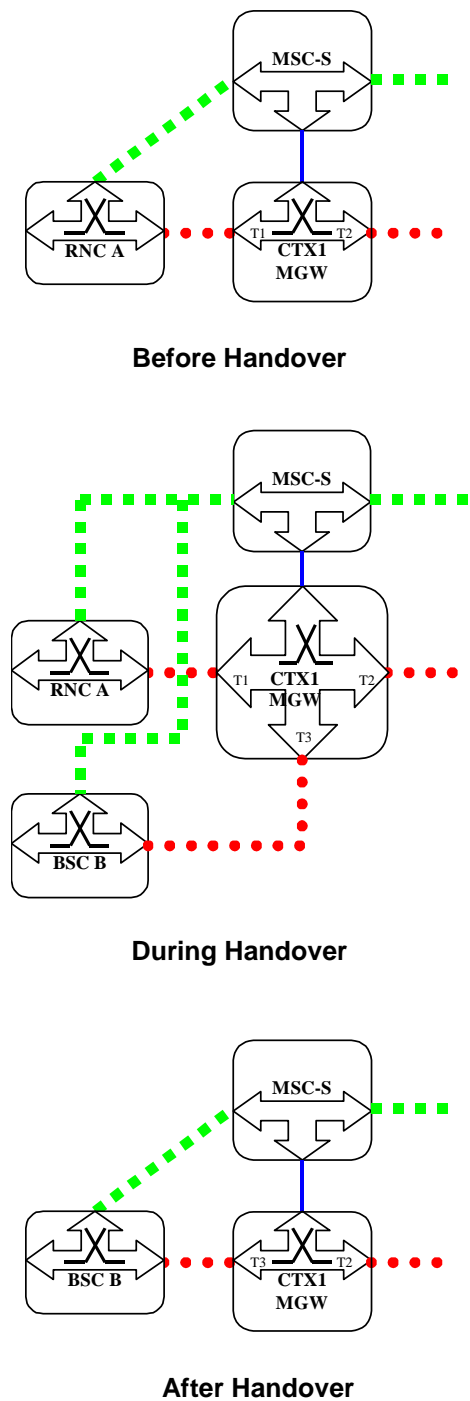 MSC-S
RNC A
T1
T2
CTX1
MGW
Before Handover
MSC-S
RNC A
T1
CTX1
T2
MGW
T3
BSC B
During Handover
MSC-S
BSC B
T3
T2
CTX1
MGW
After Handover